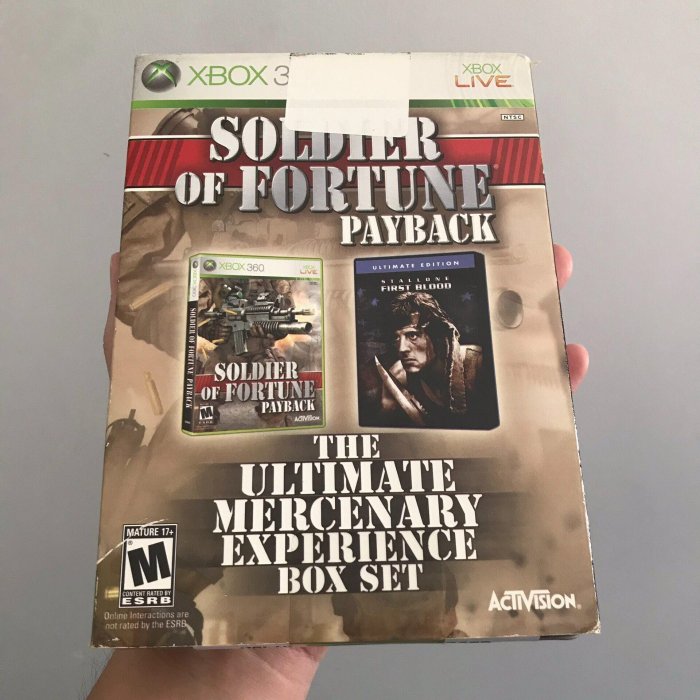 XBOX 3
XBOX
LIVE
NTSC
SOLDIER
OF FORTUNE
PAYBACK
XBOX 360
LIVE
SOLDIER OF FORTUNE PAYBACK
SOLDIER
OF FORTUNE
PAYBACK
M
ACTIVISION
ULTIMATE EDITION
STALLONE
FIRST BLOOD
THE
ULTIMATE
MERCENARY
EXPERIENCE
BOX SET
MATURE 17+
M
CONTENT RATED BY
ESRB
Online Interactions are
not rated by the ESRB
ACTIVISION